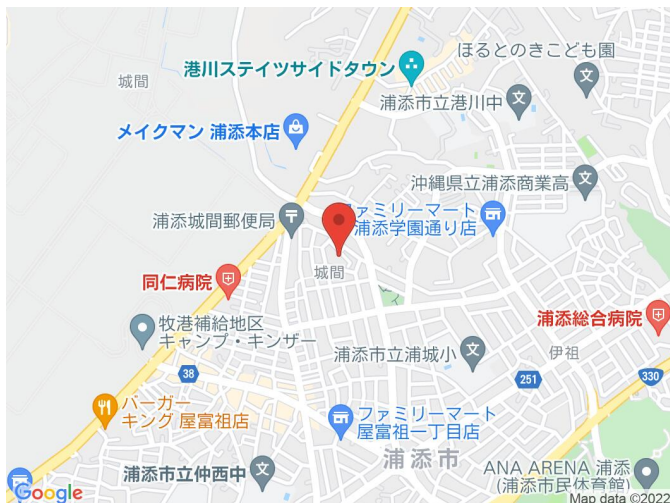 ほるとのきこども園
港川ステイツサイドタウン
城間
浦添市立港川中
メイクマン 浦添本店
沖縄県立浦添商業高
浦添城間郵便局
ファミリーマート
浦添学園通り店
城間
同仁病院
浦添総合病院
牧港補給地区
キャンプ・キンザー
浦添市立浦城小
伊祖
38
251
330
バーガー
キング 屋富祖店
ファミリーマート
屋富祖一丁目店
浦添市
浦添市立仲西中
ANA ARENA 浦添
(浦添市民体育館)
Google
Map data ©2022